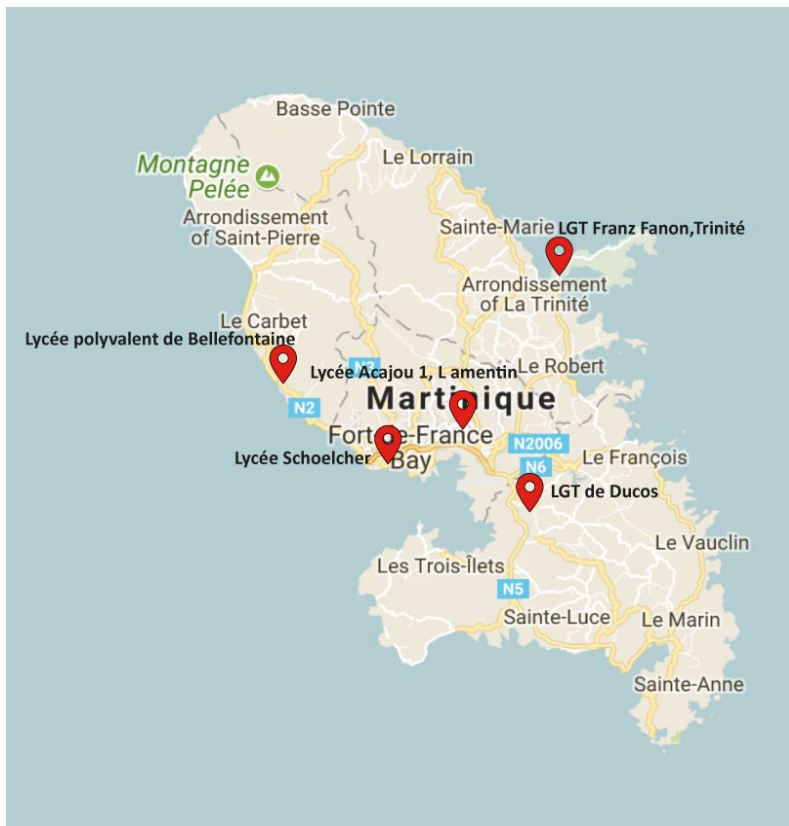 Basse Pointe
Le Lorrain
Montagne
Pelée
Arrondissement
of Saint-Pierre
Sainte-Marie
LGT Franz Fanon,Trinité
Arrondissement
of La Trinité
Le Carbet
Lycée polyvalent de Bellefontaine
N3
Le Robert
Lycée Acajou 1, L amentin
Martinique
N2
Fort-de-France
Bay
N2006
Lycée Schoelcher
N6
Le François
LGT de Ducos
Le Vauclin
Les Trois-Îlets
N5
Sainte-Luce
Le Marin
Sainte-Anne